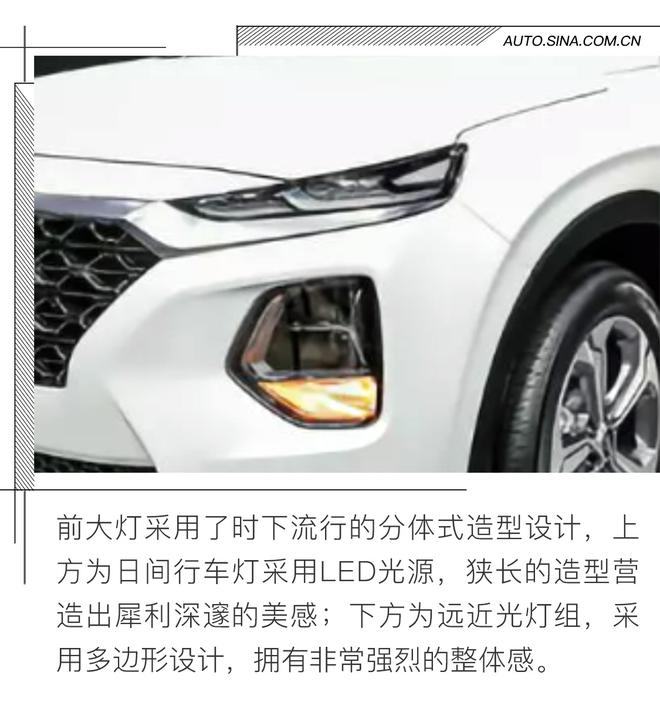 AUTO.SINA.COM.CN
前大灯采用了时下流行的分体式造型设计，上
方为日间行车灯采用LED光源，狭长的造型营
造出犀利深邃的美感；下方为远近光灯组，采
用多边形设计，拥有非常强烈的整体感。